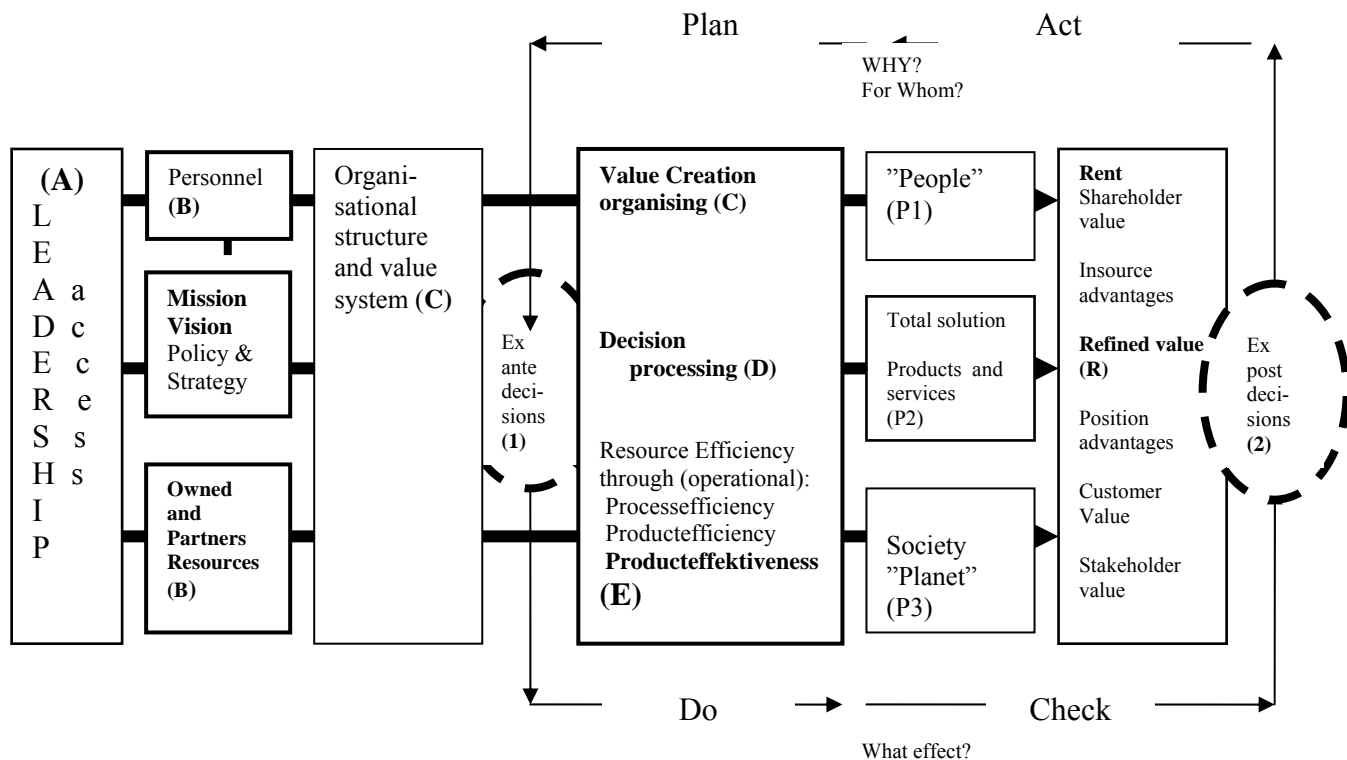 Plan
Act
WHY?
For Whom?
(A)
LEADERSHIP
access
Personnel
(B)
Mission
Vision
Policy &
Strategy
Owned
and
Partners
Resources
(B)
Organi-
sational
structure
and value
system (C)
Ex
ante
deci-
sions
(1)
Value Creation
organising (C)
Decision
processing (D)
Resource Efficiency
through (operational):
Processefficiency
Productefficiency
Producteffektiveness
(E)
”People”
(P1)
Total solution
Products and
services
(P2)
Society
”Planet”
(P3)
Rent
Shareholder
value
Insource
advantages
Refined value
(R)
Position
advantages
Customer
Value
Stakeholder
value
Ex
post
deci-
sions
(2)
Do
Check
What effect?